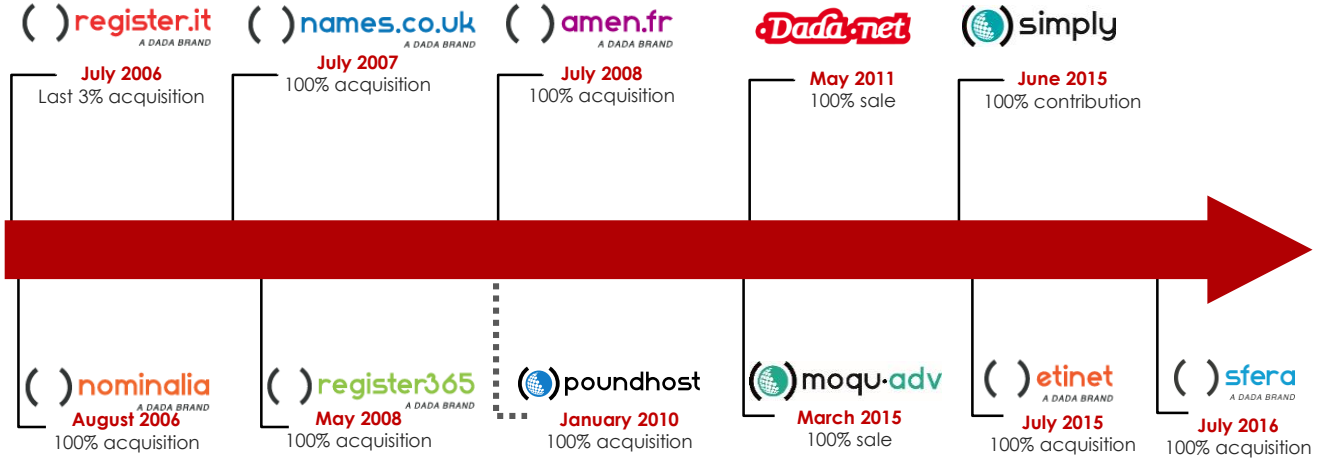 ( ) register.it
A DADA BRAND
July 2006
Last 3% acquisition
( ) names.co.uk
A DADA BRAND
July 2007
100% acquisition
( ) amen.fr
A DADA BRAND
July 2008
100% acquisition
•Dada•net
May 2011
100% sale
( ) simply
June 2015
100% contribution
( ) nominalia
A DADA BRAND
August 2006
100% acquisition
( ) register365
A DADA BRAND
May 2008
100% acquisition
( ) poundhost
January 2010
100% acquisition
( ) moqu•adv
March 2015
100% sale
( ) etinet
A DADA BRAND
July 2015
100% acquisition
( ) sfera
A DADA BRAND
July 2016
100% acquisition